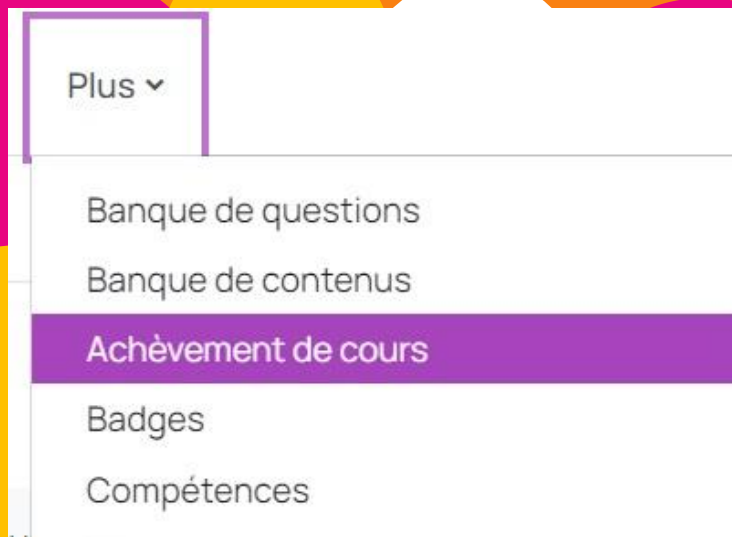 Plus
Banque de questions
Banque de contenus
Achèvement de cours
Badges
Compétences